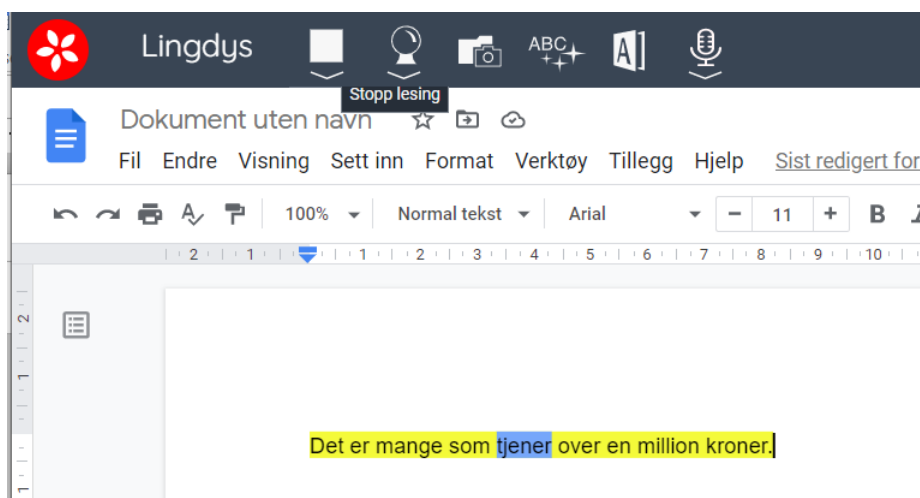 Lingdys
ABC
A
Stopp lesing
Dokument uten navn
Fil Endre Visning Sett inn Format Verktøy Tillegg Hjelp Sist redigert for
100% Normal tekst Arial 11 B I
2 1 1 2 3 4 5 6 7 8 9 10
2
1
1
Det er mange som tjener over en million kroner.